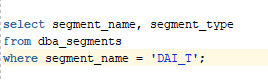 select segment_name, segment_type
from dba_segments
where segment_name = 'DAI_T';